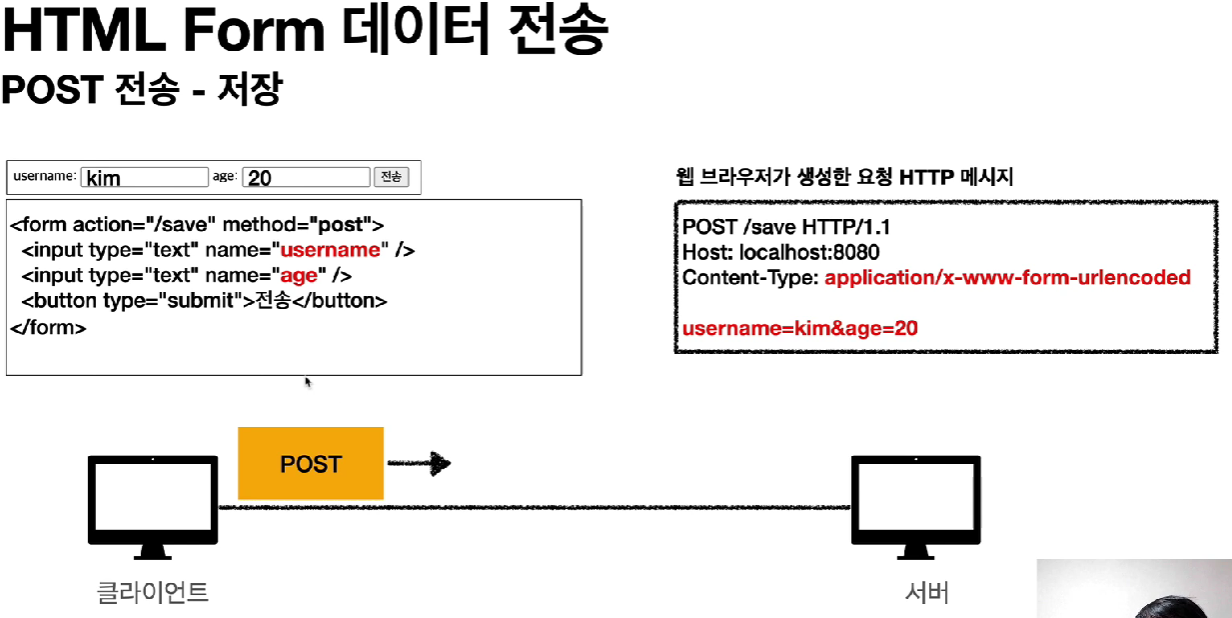 HTML Form 데이터 전송
POST 전송 - 저장
username: kim age: 20 전송
<form action="/save" method="post">
<input type="text" name="username" />
<input type="text" name="age" />
<button type="submit">전송</button>
</form>
웹 브라우저가 생성한 요청 HTTP 메시지
POST /save HTTP/1.1
Host: localhost:8080
Content-Type: application/x-www-form-urlencoded
username=kim&age=20
POST
클라이언트
서버